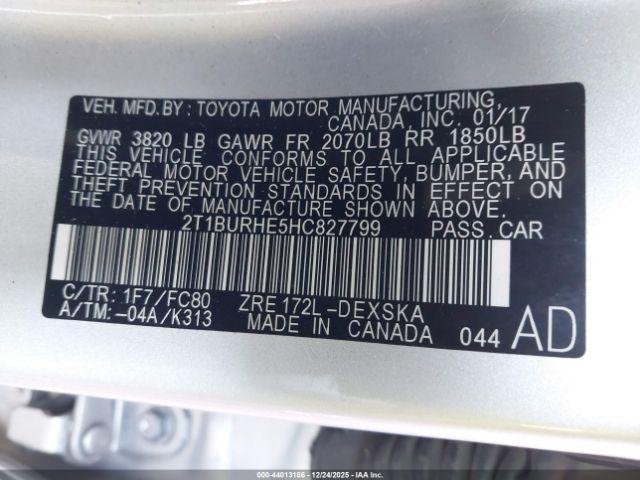 VEH. MFD. BY : TOYOTA MOTOR MANUFACTURING,
CANADA, INC. 01/17
GVWR 3820 LB GAWR FR 2070LB RR 1850LB
THIS VEHICLE CONFORMS TO ALL APPLICABLE
FEDERAL MOTOR VEHICLE SAFETY, BUMPER, AND
THEFT PREVENTION STANDARDS IN EFFECT ON
THE DATE OF MANUFACTURE SHOWN ABOVE.
2T1BURHE5HC827799 PASS. CAR
C/TR: 1F7/FC80 ZRE172L-DEXSKA
A/TM: -04A/K313 MADE IN CANADA 044 AD
000-44013186 - 12/24/2025 - IAA Inc.